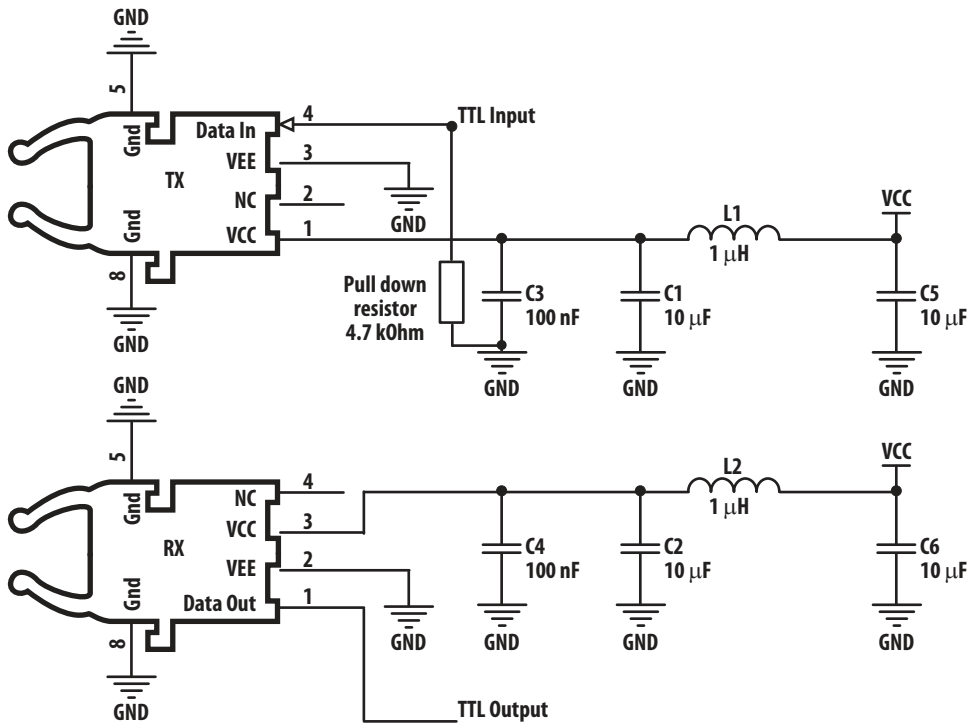 GND
5
Gnd
Data In
4
TTL Input
VEE
3
TX
NC
2
GND
VCC
1
Gnd
8
GND
L1
1 μH
VCC
Pull down
resistor
4.7 kOhm
C3
100 nF
C1
10 μF
C5
10 μF
GND
GND
GND
GND
5
Gnd
NC
4
VCC
3
RX
VEE
2
Data Out
1
Gnd
8
GND
GND
L2
1 μH
VCC
C4
100 nF
C2
10 μF
C6
10 μF
GND
GND
GND
TTL Output